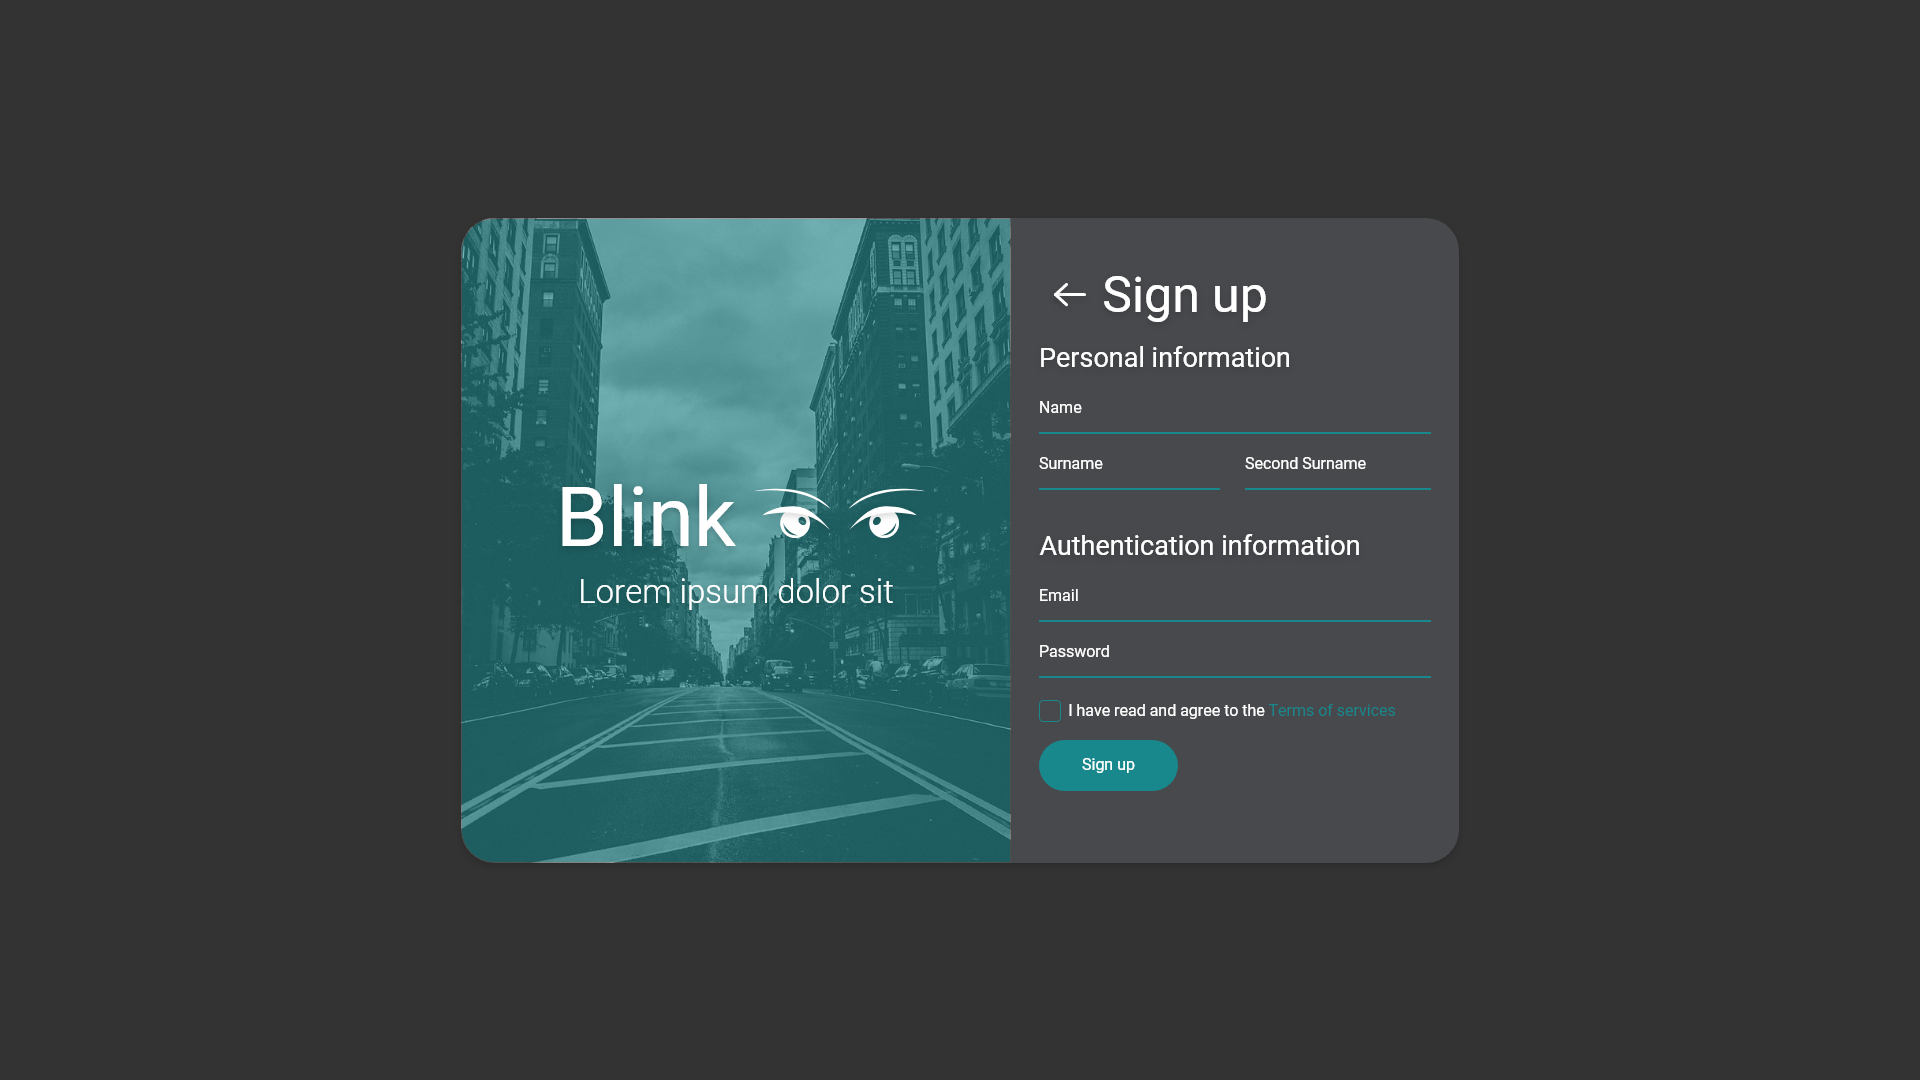 Blink
Lorem ipsum dolor sit
Sign up
Personal information
Name
Surname
Second Surname
Authentication information
Email
Password
I have read and agree to the Terms of services
Sign up